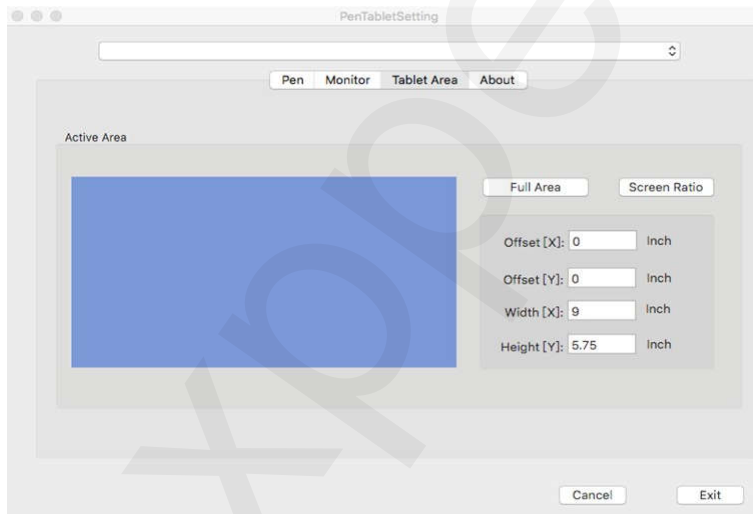 PenTabletSetting
Pen Monitor Tablet Area About
Active Area
Full Area Screen Ratio
Offset [X]: 0 Inch
Offset [Y]: 0 Inch
Width [X]: 9 Inch
Height [Y]: 5.75 Inch
Cancel Exit